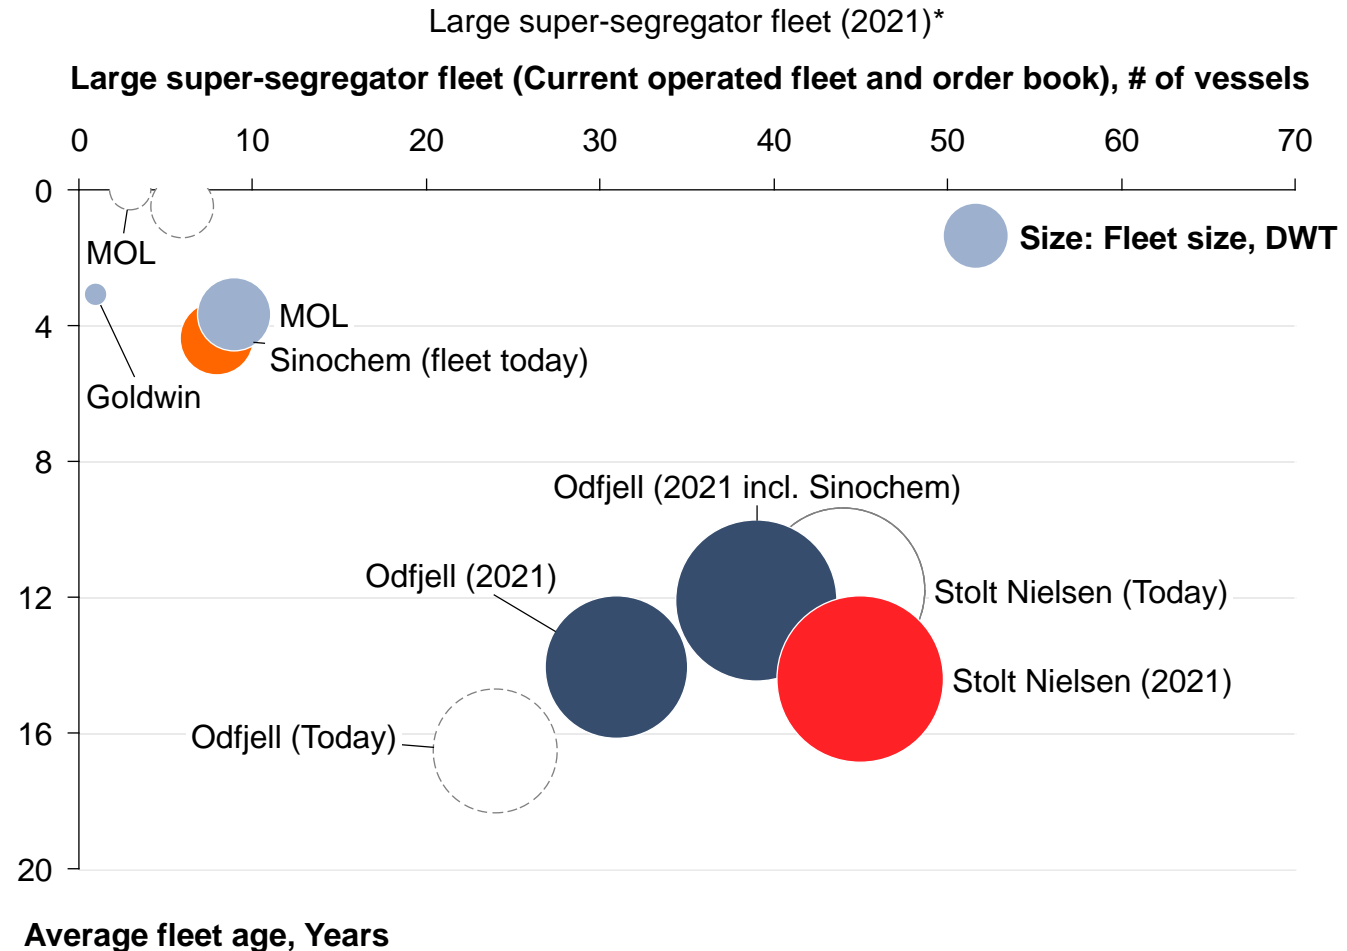 Large super-segregator fleet (2021)*
Large super-segregator fleet (Current operated fleet and order book), # of vessels
0 10 20 30 40 50 60 70
0
Size: Fleet size, DWT
MOL
MOL
4
Sinochem (fleet today)
Goldwin
8
Odfjell (2021 incl. Sinochem)
Odfjell (2021)
12
Stolt Nielsen (Today)
Stolt Nielsen (2021)
16
Odfjell (Today)
20
Average fleet age, Years